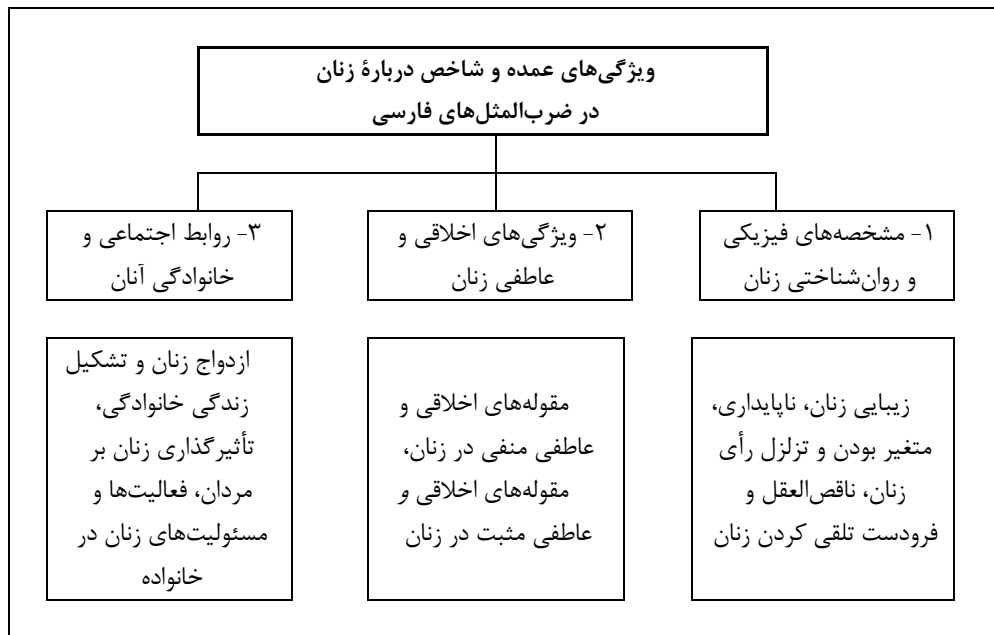 ویژگی‌های عمده و شاخص دربارهٔ زنان
در ضرب‌المثل‌های فارسی
۱- مشخصه‌های فیزیکی
و روان‌شناختی زنان
۲- ویژگی‌های اخلاقی و
عاطفی زنان
۳- روابط اجتماعی و
خانوادگی آنان
زیبایی زنان، ناپایداری،
متغیر بودن و تزلزل رأی
زنان، ناقص‌العقل و
فرودست تلقی کردن زنان
مقوله‌های اخلاقی و
عاطفی منفی در زنان،
مقوله‌های اخلاقی و
عاطفی مثبت در زنان
ازدواج زنان و تشکیل
زندگی خانوادگی،
تأثیرگذاری زنان بر
مردان، فعالیت‌ها و
مسئولیت‌های زنان در
خانواده